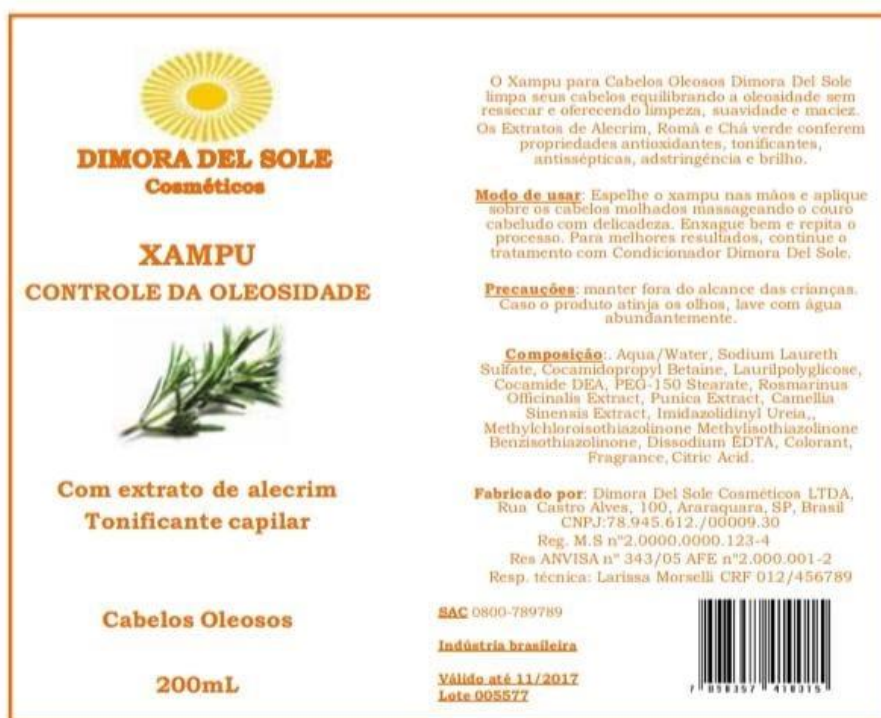 DIMORA DEL SOLE
Cosméticos
XAMPU
CONTROLE DA OLEOSIDADE
Com extrato de alecrim
Tonificante capilar
Cabelos Oleosos
200mL
O Xampu para Cabelos Oleosos Dimora Del Sole
limpa seus cabelos equilibrando a oleosidade sem
ressecar e oferecendo limpeza, suavidade e maciez.
Os Extratos de Alecrim, Romã e Chá verde conferem
propriedades antioxidantes, tonificantes,
antissépticas, adstringência e brilho.
Modo de usar: Espelhe o xampu nas mãos e aplique
sobre os cabelos molhados massageando o couro
cabeludo com delicadeza. Enxague bem e repita o
processo. Para melhores resultados, continue o
tratamento com Condicionador Dimora Del Sole.
Precauções: manter fora do alcance das crianças.
Caso o produto atinja os olhos, lave com água
abundantemente.
Composição:. Aqua/Water, Sodium Laureth
Sulfate, Cocamidopropyl Betaine, Laurilpolyglicose,
Cocamide DEA, PEG-150 Stearate, Rosmarinus
Officinalis Extract, Punica Extract, Camellia
Sinensis Extract, Imidazolidinyl Ureia,,
Methylchloroisothiazolinone Methylisothiazolinone
Benzisothiazolinone, Dissodium EDTA, Colorant,
Fragrance, Citric Acid.
Fabricado por: Dimora Del Sole Cosméticos LTDA,
Rua Castro Alves, 100, Araraquara, SP, Brasil
CNPJ:78.945.612./00009.30
Reg. M.S nº2.0000.0000.123-4
Res ANVISA nº 343/05 AFE nº2.000.001-2
Resp. técnica: Larissa Morselli CRF 012/456789
SAC 0800-789789
Indústria brasileira
Válido até 11/2017
Lote 005577
7 898357 418315